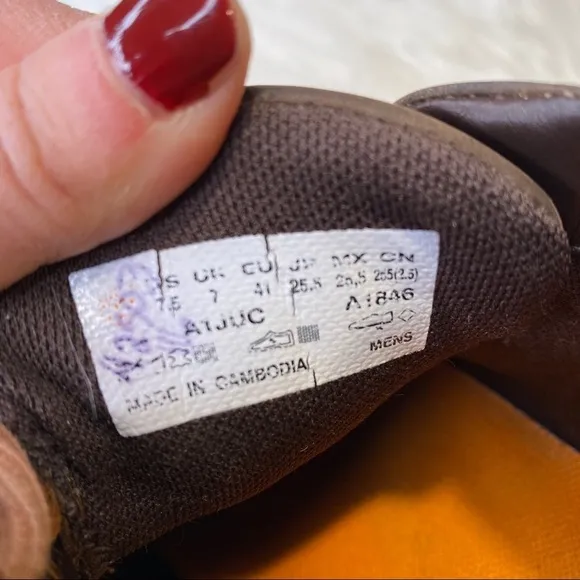 US UK EU JP MX CN
7.5 7 41 25.5 25,5 255(2.5)
A1JUC A1846
MENS
MADE IN CAMBODIA